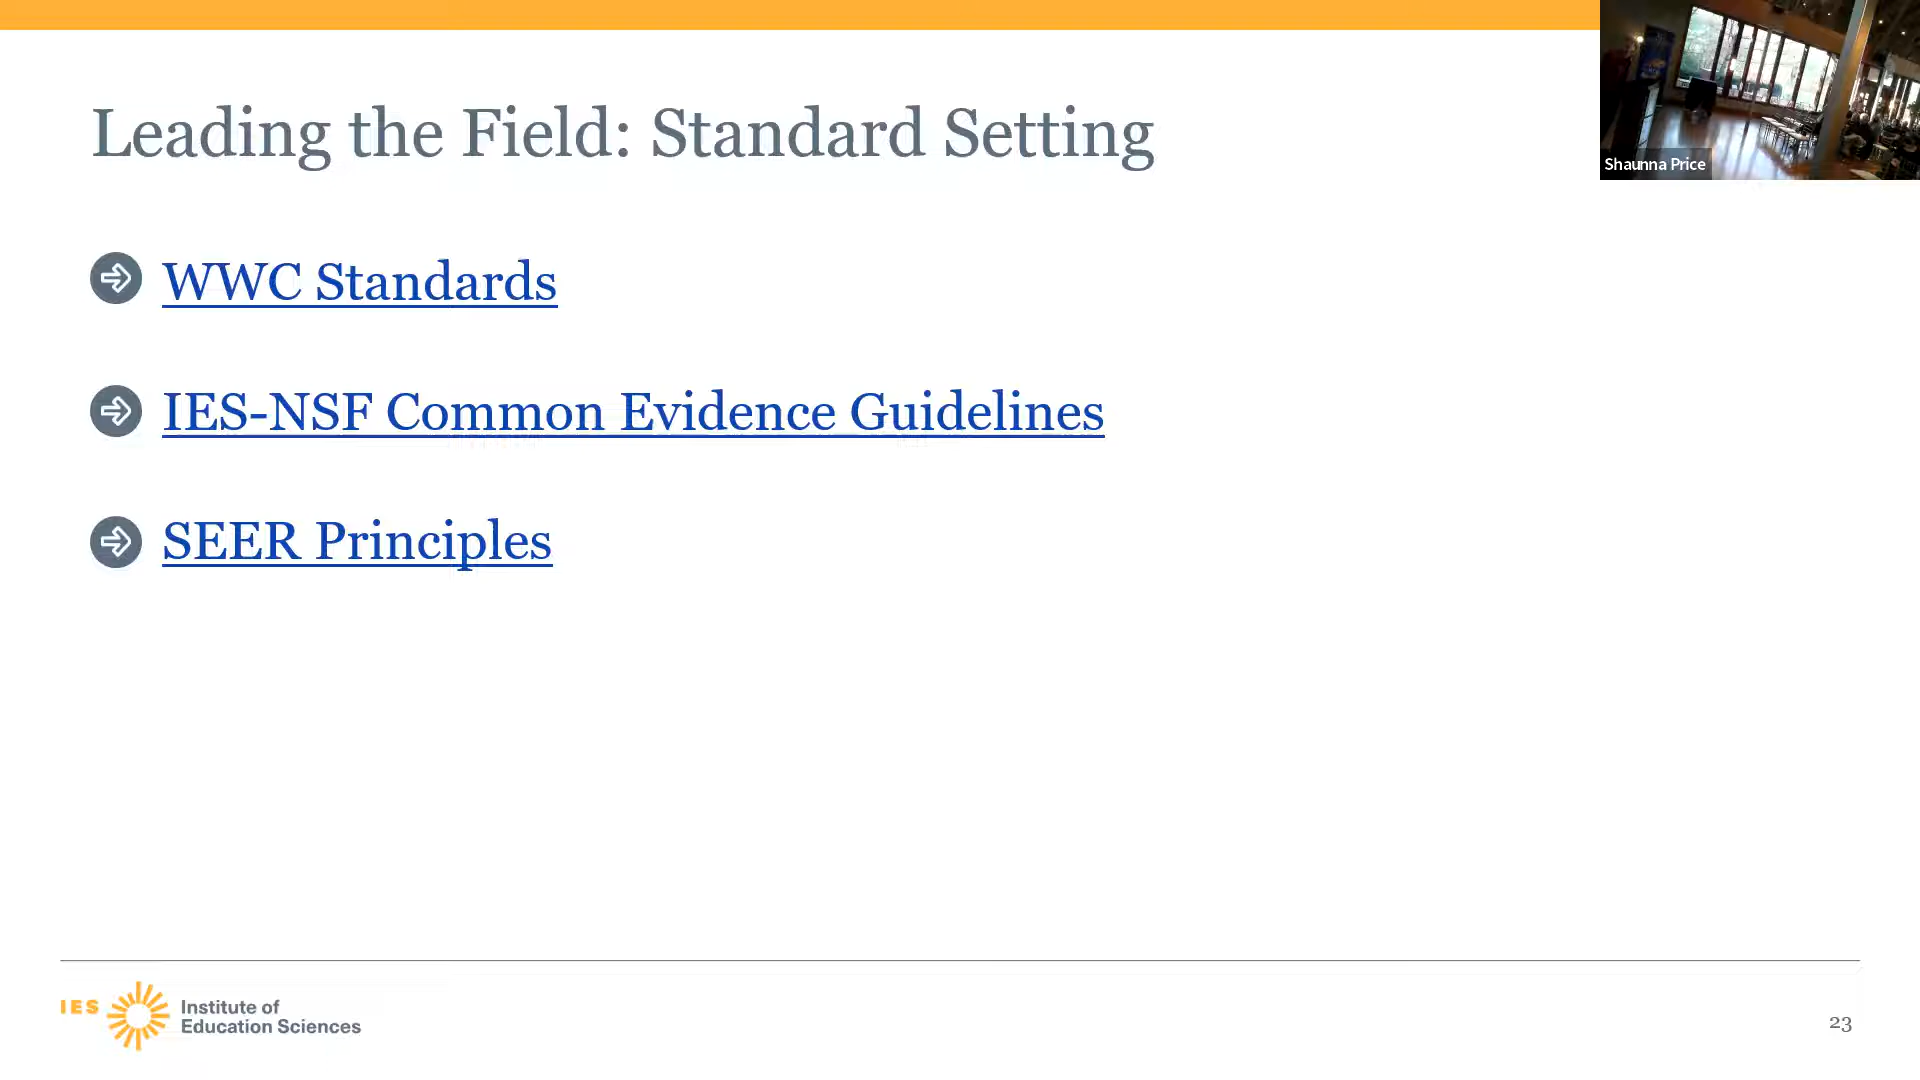 Leading the Field: Standard Setting
Shaunna Price
WWC Standards
IES-NSF Common Evidence Guidelines
SEER Principles
IES
Institute of
Education Sciences
23